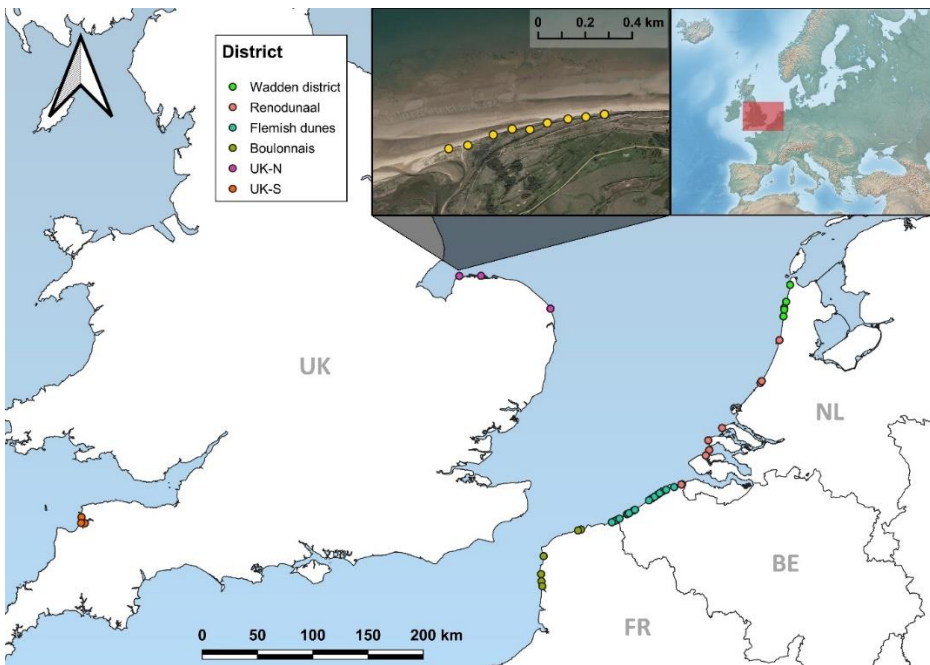 District
Wadden district
Renodunaal
Flemish dunes
Boulonnais
UK-N
UK-S
0 0.2 0.4 km
UK
NL
BE
FR
0 50 100 150 200 km